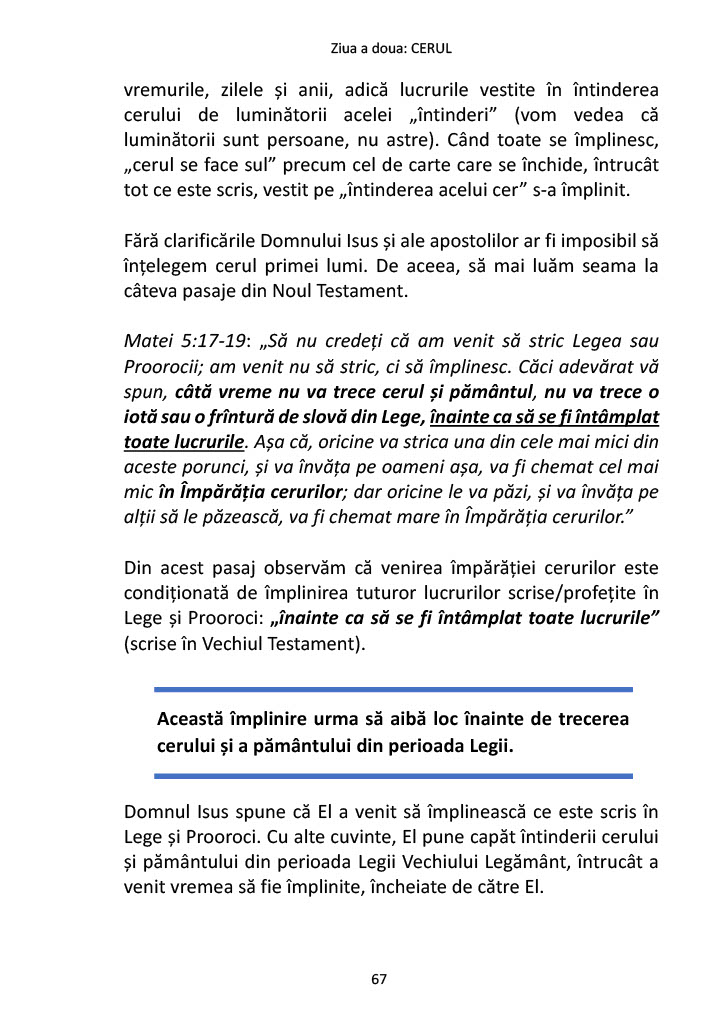 Ziua a doua: CERUL
vremurile, zilele și anii, adică lucrurile vestite în întinderea
cerului de luminătorii acelei „întinderi” (vom vedea că
luminătorii sunt persoane, nu astre). Când toate se împlinesc,
„cerul se face sul” precum cel de carte care se închide, întrucât
tot ce este scris, vestit pe „întinderea acelui cer” s-a împlinit.
Fără clarificările Domnului Isus și ale apostolilor ar fi imposibil să
înțelegem cerul primei lumi. De aceea, să mai luăm seama la
câteva pasaje din Noul Testament.
Matei 5:17-19: „Să nu credeți că am venit să stric Legea sau
Proorocii; am venit nu să stric, ci să împlinesc. Căci adevărat vă
spun, câtă vreme nu va trece cerul și pământul, nu va trece o
iotă sau o frîntură de slovă din Lege, înainte ca să se fi întâmplat
toate lucrurile. Așa că, oricine va strica una din cele mai mici din
aceste porunci, și va învăța pe oameni așa, va fi chemat cel mai
mic în Împărăția cerurilor; dar oricine le va păzi, și va învăța pe
alții să le păzească, va fi chemat mare în Împărăția cerurilor.”
Din acest pasaj observăm că venirea împărăției cerurilor este
condiționată de împlinirea tuturor lucrurilor scrise/profețite în
Lege și Prooroci: „înainte ca să se fi întâmplat toate lucrurile”
(scrise în Vechiul Testament).
Această împlinire urma să aibă loc înainte de trecerea
cerului și a pământului din perioada Legii.
Domnul Isus spune că El a venit să împlinească ce este scris în
Lege și Prooroci. Cu alte cuvinte, El pune capăt întinderii cerului
și pământului din perioada Legii Vechiului Legământ, întrucât a
venit vremea să fie împlinite, încheiate de către El.
67